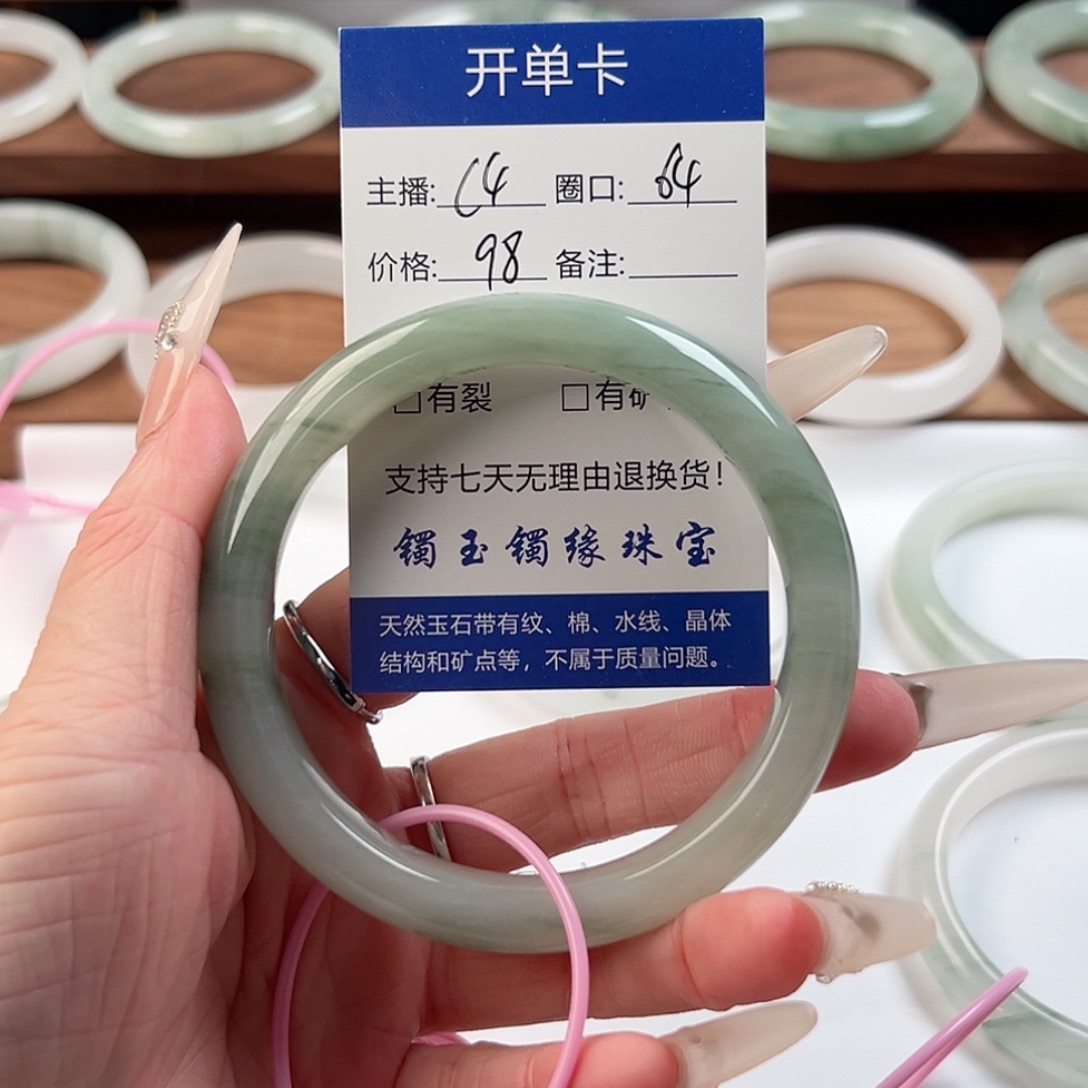 开单卡
主播: C4 圈口: 64
价格: 98 备注:
□有裂 □有矿
支持七天无理由退换货!
镯玉镯缘珠宝
天然玉石带有纹、棉、水线、晶体
结构和矿点等，不属于质量问题。